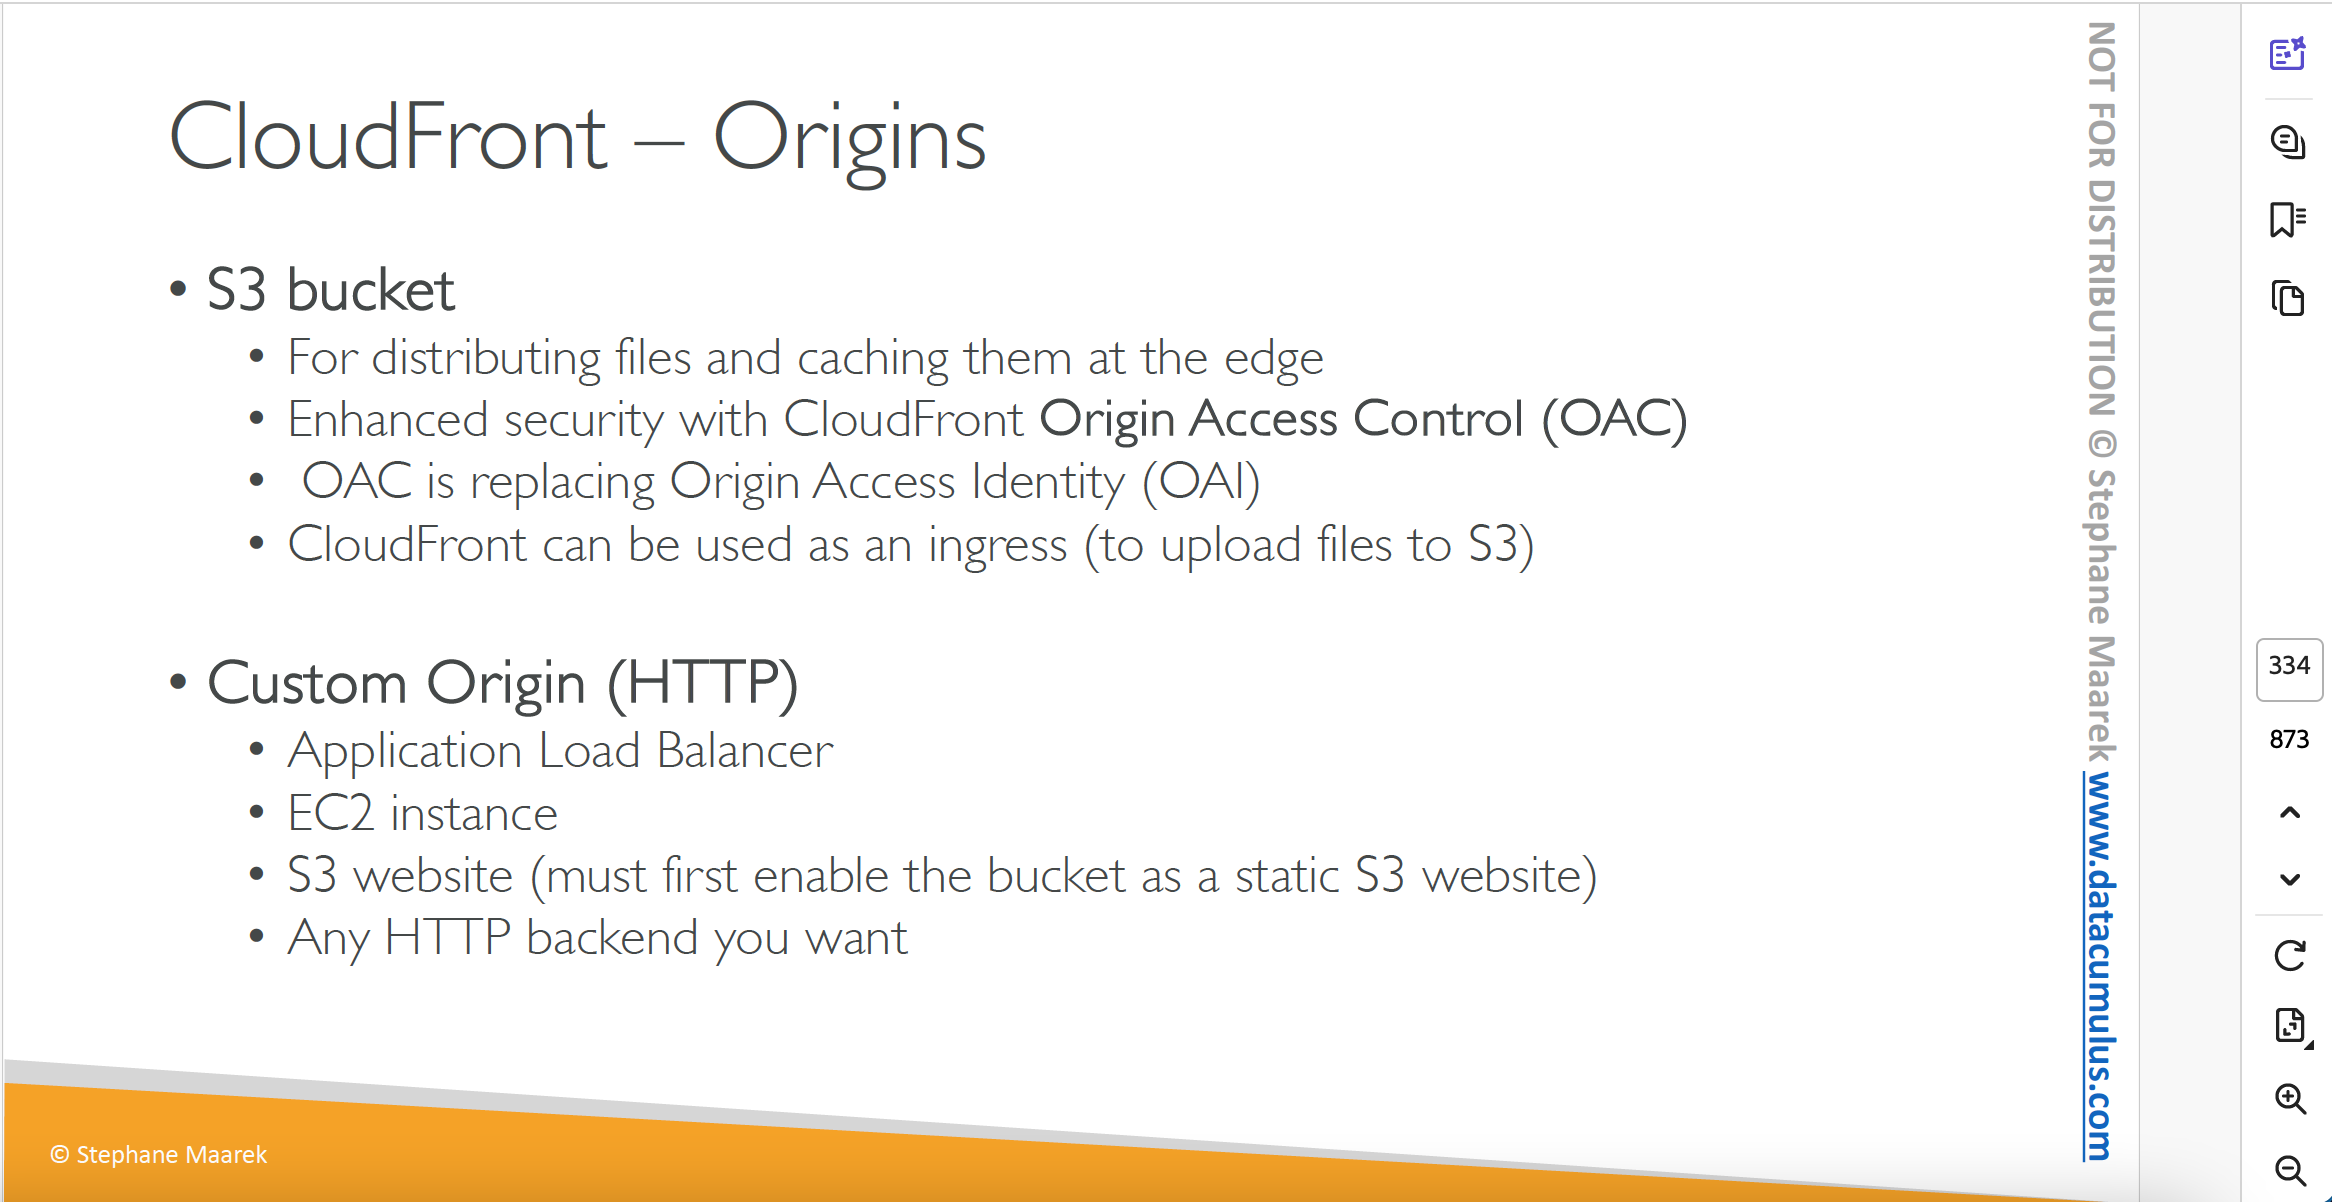 CloudFront – Origins
• S3 bucket
• For distributing files and caching them at the edge
• Enhanced security with CloudFront Origin Access Control (OAC)
• OAC is replacing Origin Access Identity (OAI)
• CloudFront can be used as an ingress (to upload files to S3)
• Custom Origin (HTTP)
• Application Load Balancer
• EC2 instance
• S3 website (must first enable the bucket as a static S3 website)
• Any HTTP backend you want
© Stephane Maarek
NOT FOR DISTRIBUTION © Stephane Maarek www.datacumulus.com
334
873